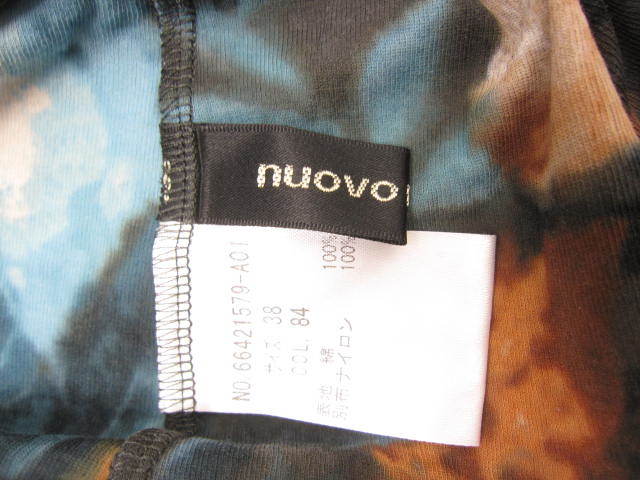 nuovo
NO.66421579-A01
サイズ 38
COL. 84
表地 綿 100%
別布 ナイロン 100%